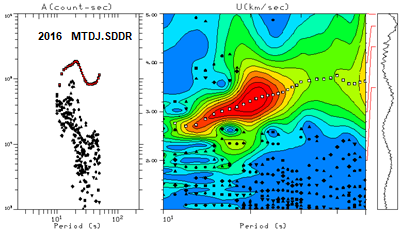 A(count-sec)
U(km/sec)
2016 MTDJ.SDDR
5.00
4.00
3.00
2.00
Period (s)
Period (s)